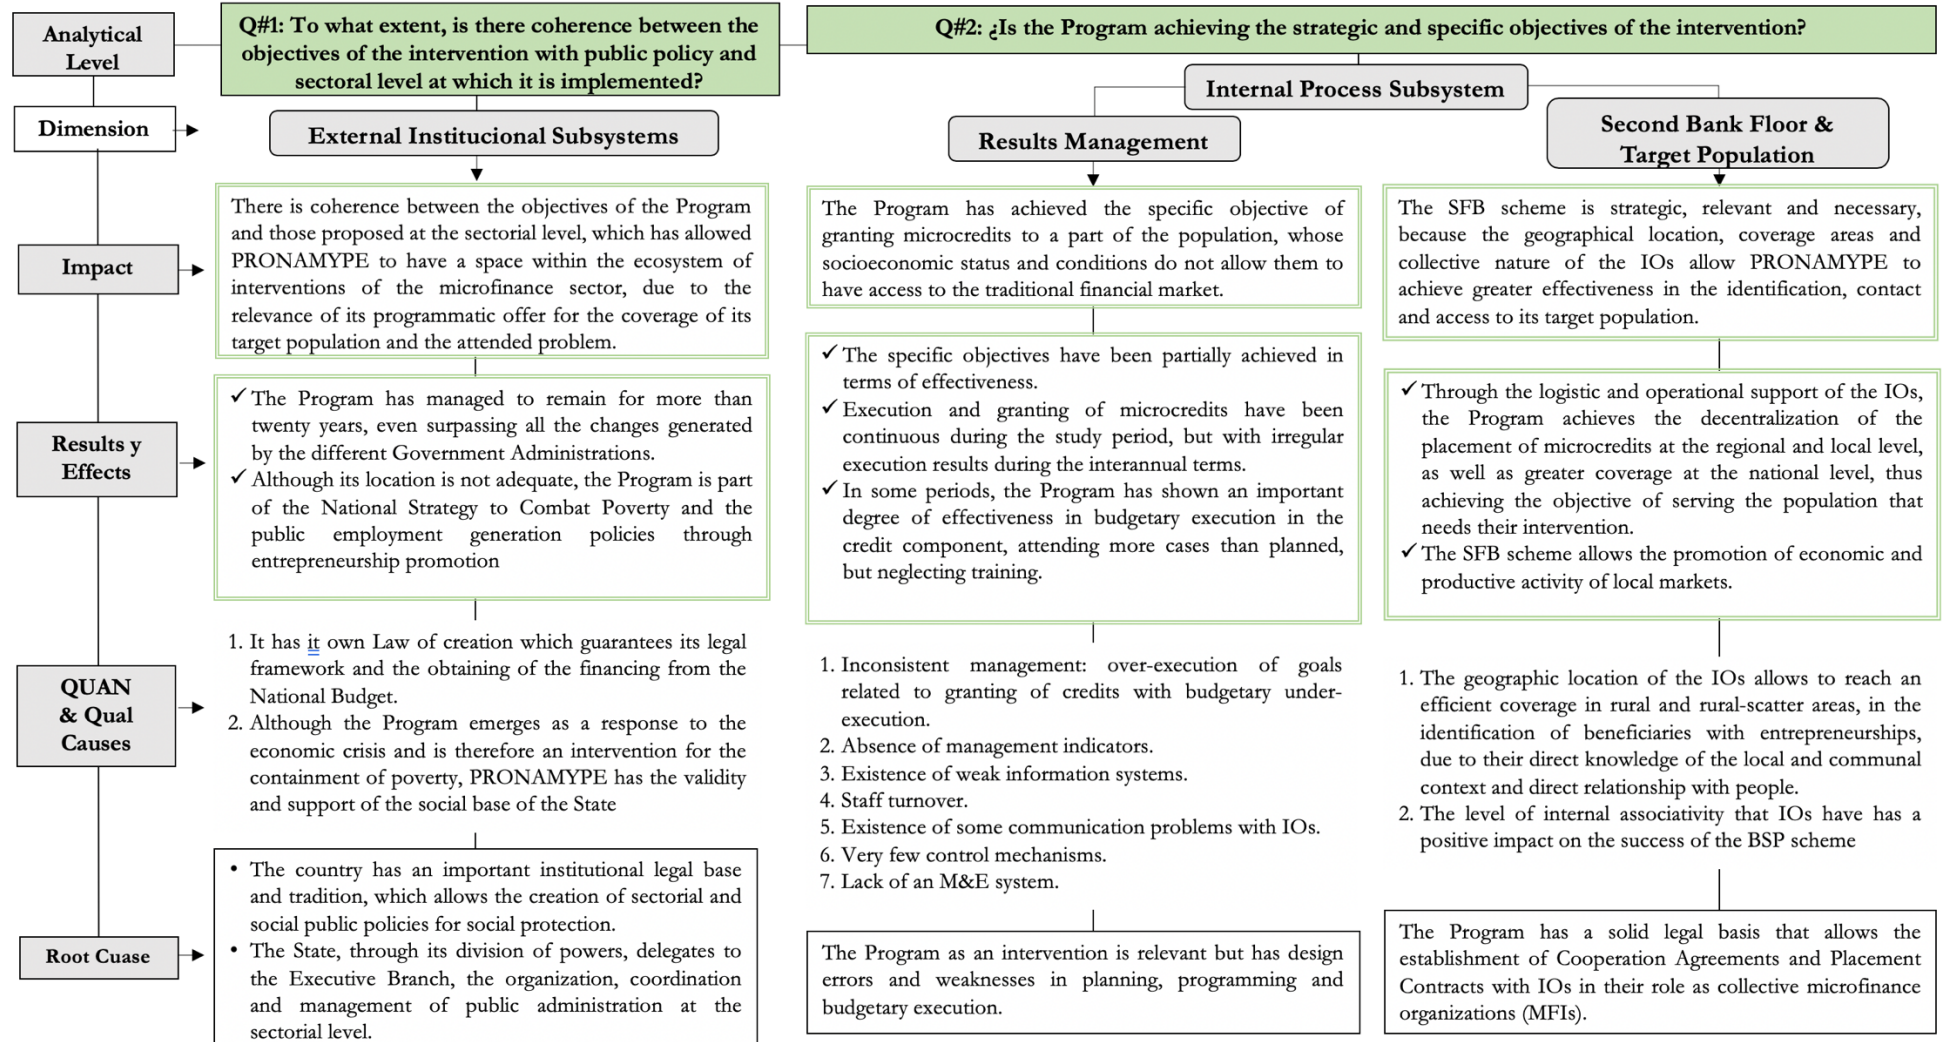 Analytical
Level
Q#1: To what extent, is there coherence between the
objectives of the intervention with public policy and
sectoral level at which it is implemented?
Q#2: ¿Is the Program achieving the strategic and specific objectives of the intervention?
Internal Process Subsystem
Dimension
External Institucional Subsystems
Results Management
Second Bank Floor &
Target Population
Impact
There is coherence between the objectives of the Program
and those proposed at the sectorial level, which has allowed
PRONAMYPE to have a space within the ecosystem of
interventions of the microfinance sector, due to the
relevance of its programmatic offer for the coverage of its
target population and the attended problem.
The Program has achieved the specific objective of
granting microcredits to a part of the population, whose
socioeconomic status and conditions do not allow them to
have access to the traditional financial market.
The SFB scheme is strategic, relevant and necessary,
because the geographical location, coverage areas and
collective nature of the IOs allow PRONAMYPE to
achieve greater effectiveness in the identification, contact
and access to its target population.
Results y
Effects
✓ The Program has managed to remain for more than
twenty years, even surpassing all the changes generated
by the different Government Administrations.
✓ Although its location is not adequate, the Program is part
of the National Strategy to Combat Poverty and the
public employment generation policies through
entrepreneurship promotion
✓ The specific objectives have been partially achieved in
terms of effectiveness.
✓ Execution and granting of microcredits have been
continuous during the study period, but with irregular
execution results during the interannual terms.
✓ In some periods, the Program has shown an important
degree of effectiveness in budgetary execution in the
credit component, attending more cases than planned,
but neglecting training.
✓ Through the logistic and operational support of the IOs,
the Program achieves the decentralization of the
placement of microcredits at the regional and local level,
as well as greater coverage at the national level, thus
achieving the objective of serving the population that
needs their intervention.
✓ The SFB scheme allows the promotion of economic and
productive activity of local markets.
QUAN
& Qual
Causes
1. It has it own Law of creation which guarantees its legal
framework and the obtaining of the financing from the
National Budget.
2. Although the Program emerges as a response to the
economic crisis and is therefore an intervention for the
containment of poverty, PRONAMYPE has the validity
and support of the social base of the State
1. Inconsistent management: over-execution of goals
related to granting of credits with budgetary under-
execution.
2. Absence of management indicators.
3. Existence of weak information systems.
4. Staff turnover.
5. Existence of some communication problems with IOs.
6. Very few control mechanisms.
7. Lack of an M&E system.
1. The geographic location of the IOs allows to reach an
efficient coverage in rural and rural-scatter areas, in the
identification of beneficiaries with entrepreneurships,
due to their direct knowledge of the local and communal
context and direct relationship with people.
2. The level of internal associativity that IOs have has a
positive impact on the success of the BSP scheme
Root Cuase
• The country has an important institutional legal base
and tradition, which allows the creation of sectorial and
social public policies for social protection.
• The State, through its division of powers, delegates to
the Executive Branch, the organization, coordination
and management of public administration at the
sectorial level.
The Program as an intervention is relevant but has design
errors and weaknesses in planning, programming and
budgetary execution.
The Program has a solid legal basis that allows the
establishment of Cooperation Agreements and Placement
Contracts with IOs in their role as collective microfinance
organizations (MFIs).